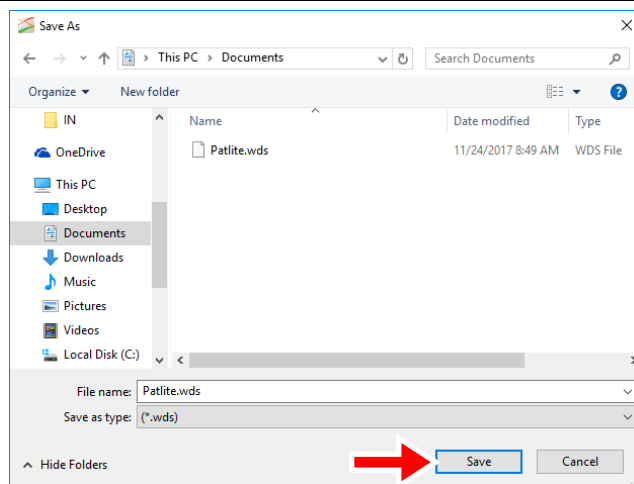 Save As
This PC > Documents
Search Documents
Organize
New folder
IN
OneDrive
This PC
Desktop
Documents
Downloads
Music
Pictures
Videos
Local Disk (C:)
Name
Date modified
Type
Patlite.wds
11/24/2017 8:49 AM
WDS File
File name: Patlite.wds
Save as type: (*.wds)
Hide Folders
Save
Cancel